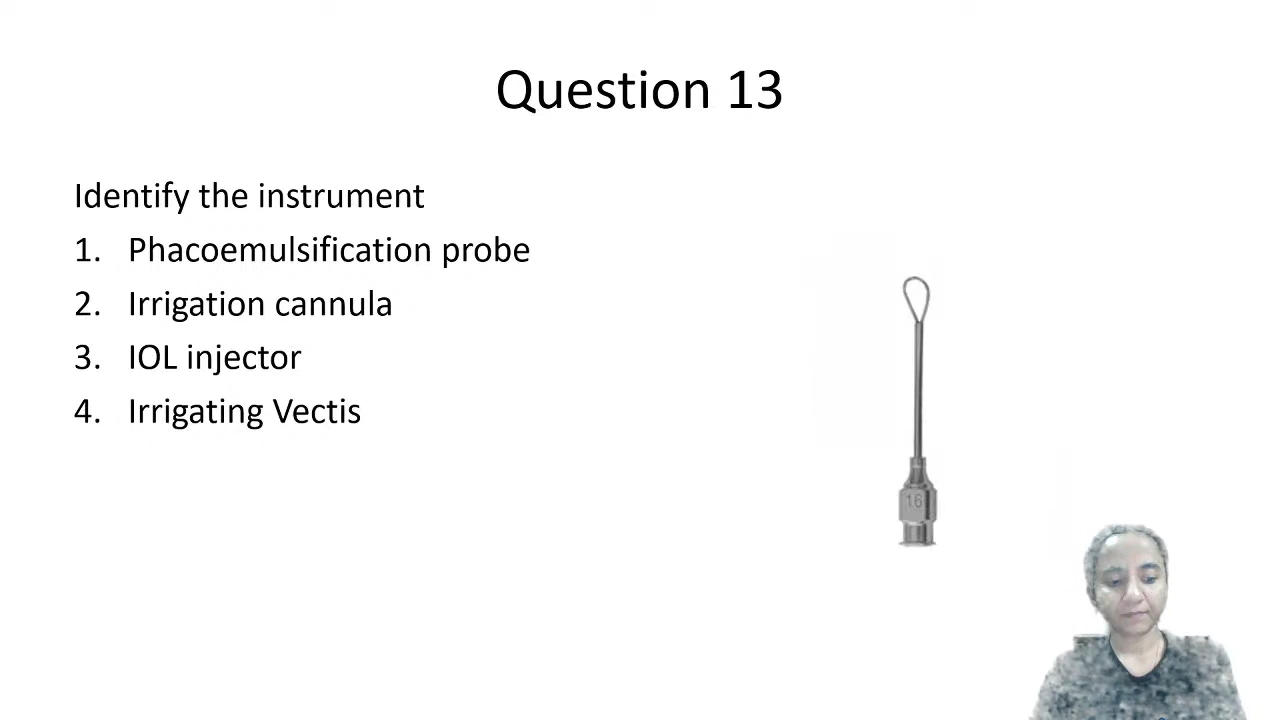 Question 13
Identify the instrument
1. Phacoemulsification probe
2. Irrigation cannula
3. IOL injector
4. Irrigating Vectis
16